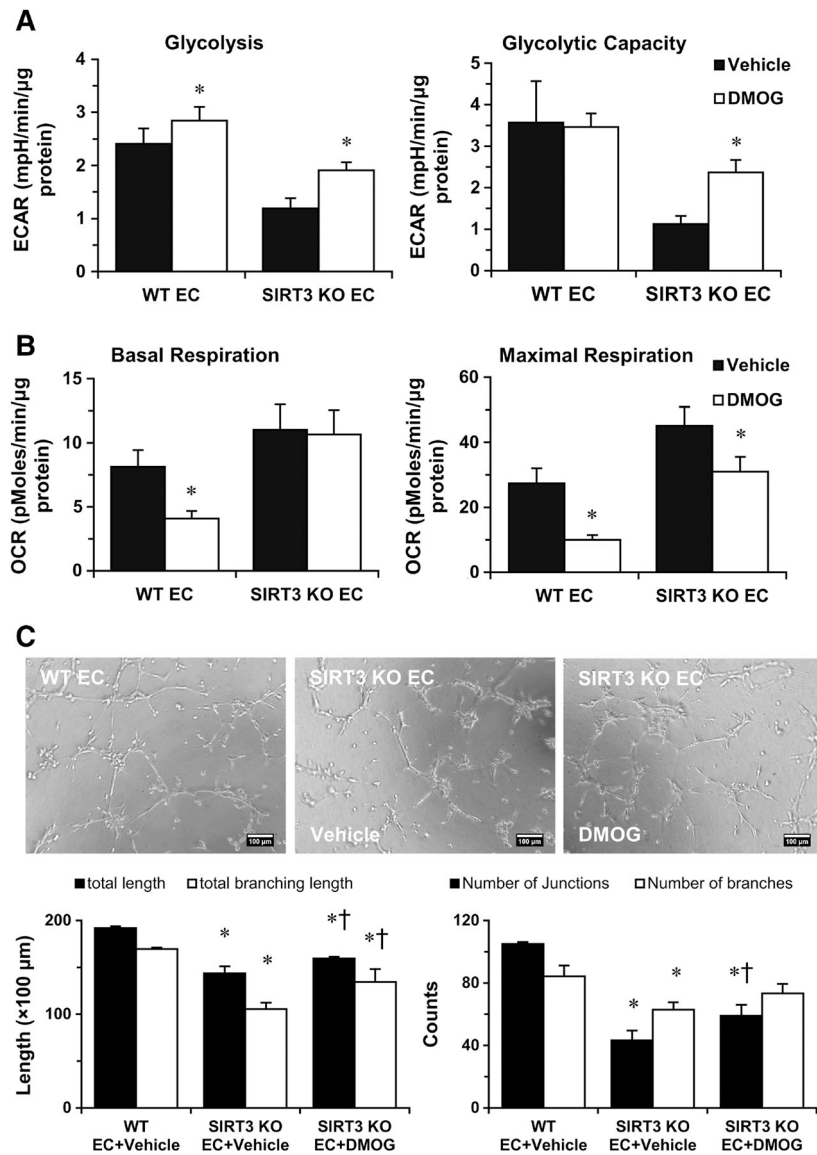 A
Glycolysis
ECAR (mpH/min/µg protein)
4
3
2
1
0
*
*
WT EC
SIRT3 KO EC
Glycolytic Capacity
ECAR (mpH/min/µg protein)
5
4
3
2
1
0
*
Vehicle
DMOG
WT EC
SIRT3 KO EC
B
Basal Respiration
OCR (pMoles/min/µg protein)
15
10
5
0
*
WT EC
SIRT3 KO EC
Maximal Respiration
OCR (pMoles/min/µg protein)
60
40
20
0
*
*
Vehicle
DMOG
WT EC
SIRT3 KO EC
C
WT EC
100 µm
SIRT3 KO EC
Vehicle
100 µm
SIRT3 KO EC
DMOG
100 µm
total length
total branching length
Length (×100 µm)
200
100
0
*
*
*†
*†
WT EC+Vehicle
SIRT3 KO EC+Vehicle
SIRT3 KO EC+DMOG
Number of Junctions
Number of branches
Counts
120
80
40
0
*
*
*†
WT EC+Vehicle
SIRT3 KO EC+Vehicle
SIRT3 KO EC+DMOG